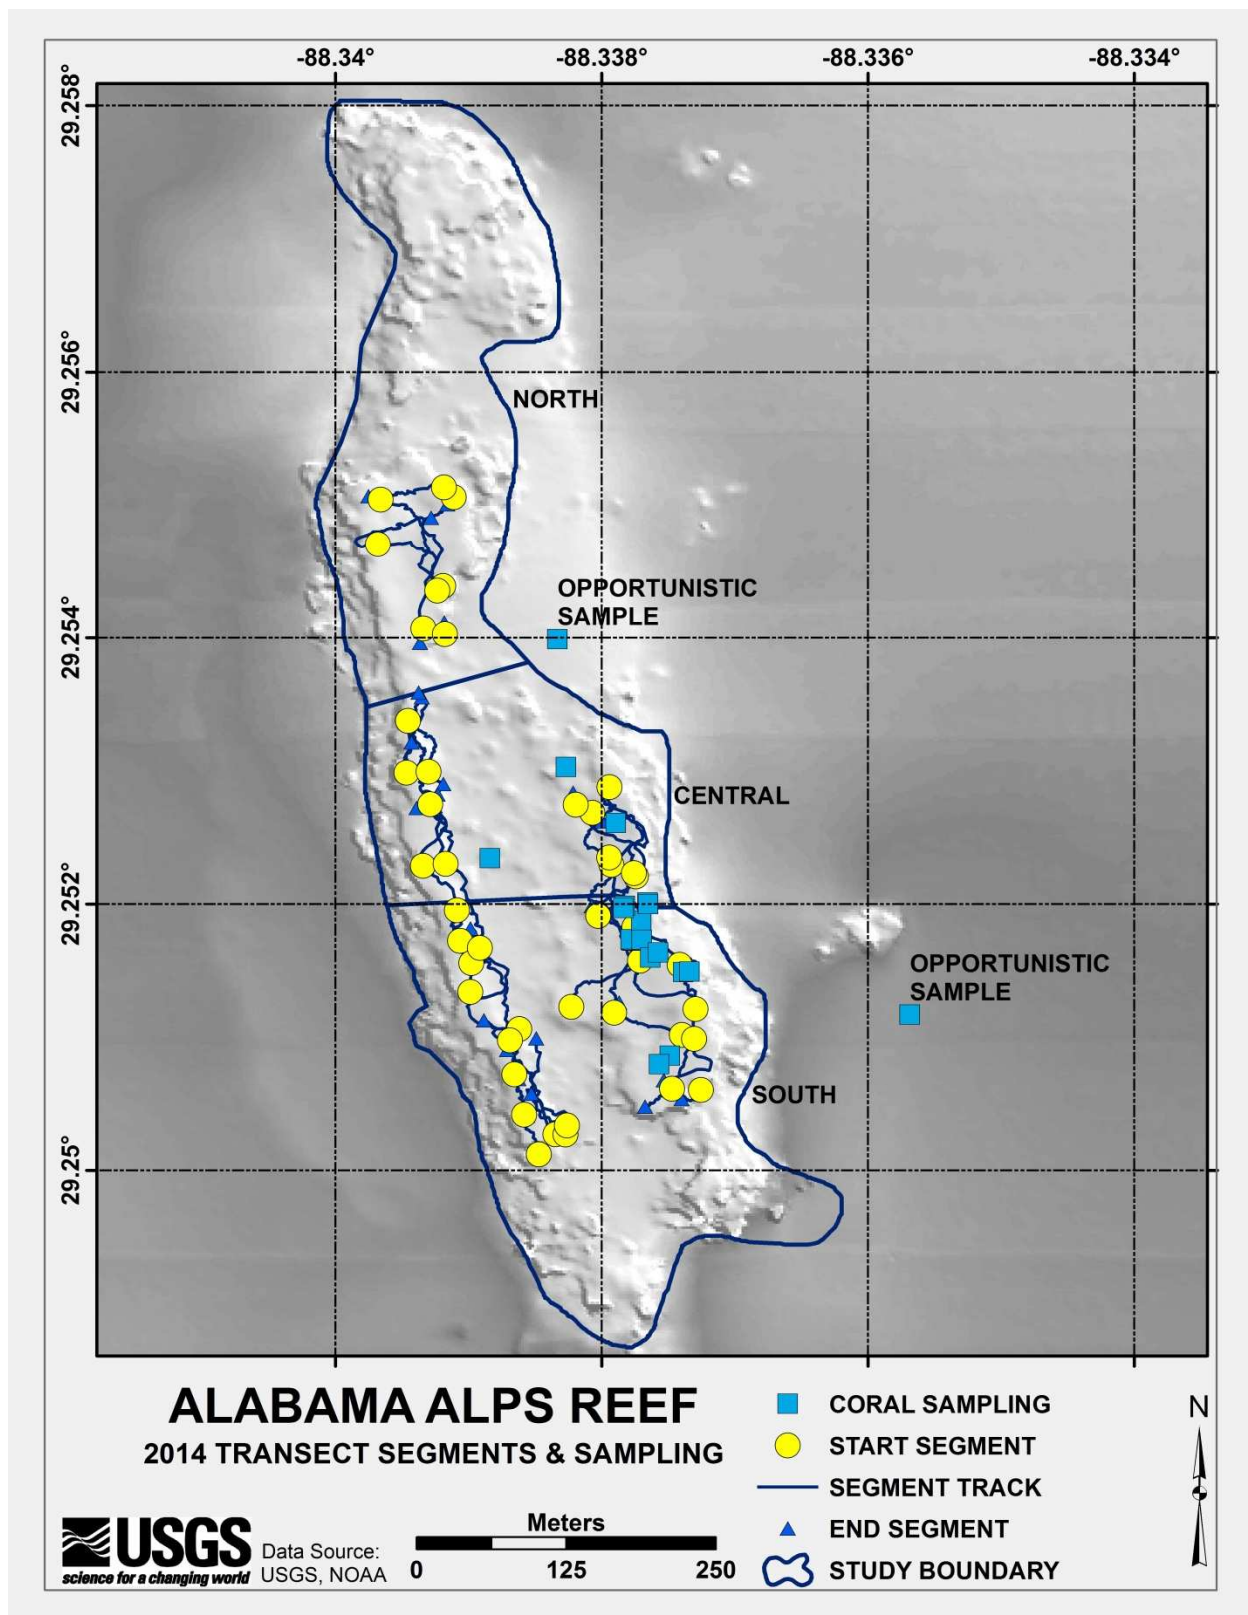 -88.34° -88.338° -88.336° -88.334°
29.258°
29.256°
NORTH
OPPORTUNISTIC
SAMPLE
29.254°
CENTRAL
29.252°
OPPORTUNISTIC
SAMPLE
SOUTH
29.25°
ALABAMA ALPS REEF
2014 TRANSECT SEGMENTS & SAMPLING
CORAL SAMPLING
START SEGMENT
SEGMENT TRACK
END SEGMENT
STUDY BOUNDARY
N
USGS
science for a changing world
Data Source:
USGS, NOAA
Meters
0 125 250